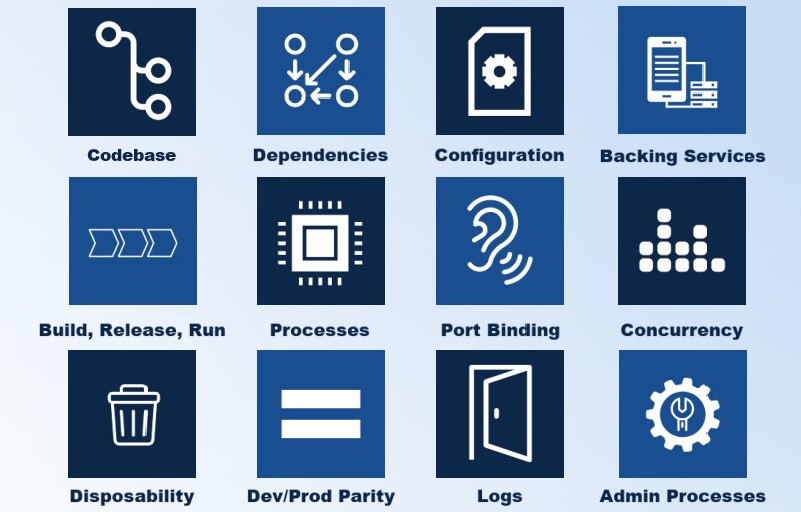 Codebase
Dependencies
Configuration
Backing Services
Build, Release, Run
Processes
Port Binding
Concurrency
Disposability
Dev/Prod Parity
Logs
Admin Processes